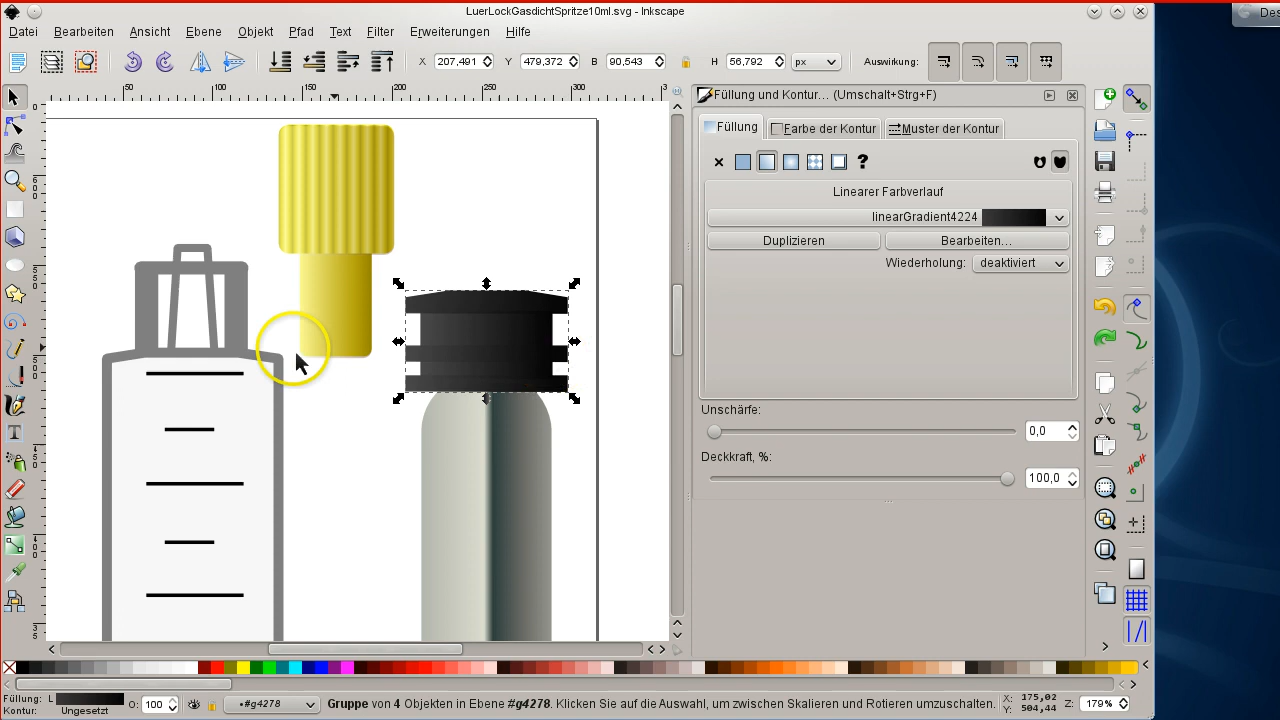 LuerLockGasdichtSpritze10ml.svg - Inkscape
Datei Bearbeiten Ansicht Ebene Objekt Pfad Text Filter Erweiterungen Hilfe
X 207,491 Y 479,372 B 90,543 H 56,792 px Auswirkung:
50 100 150 200 250 300
Füllung und Kontur... (Umschalt+Strg+F)
Füllung Farbe der Kontur Muster der Kontur
Linearer Farbverlauf
linearGradient4224
Duplizieren Bearbeiten...
Wiederholung: deaktiviert
Unschärfe:
0,0
Deckkraft, %:
100,0
Füllung: L
Kontur: Ungesetzt
O: 100
•#g4278
Gruppe von 4 Objekten in Ebene #g4278. Klicken Sie auf die Auswahl, um zwischen Skalieren und Rotieren umzuschalten.
X: 175,02
Y: 504,44
Z: 179%